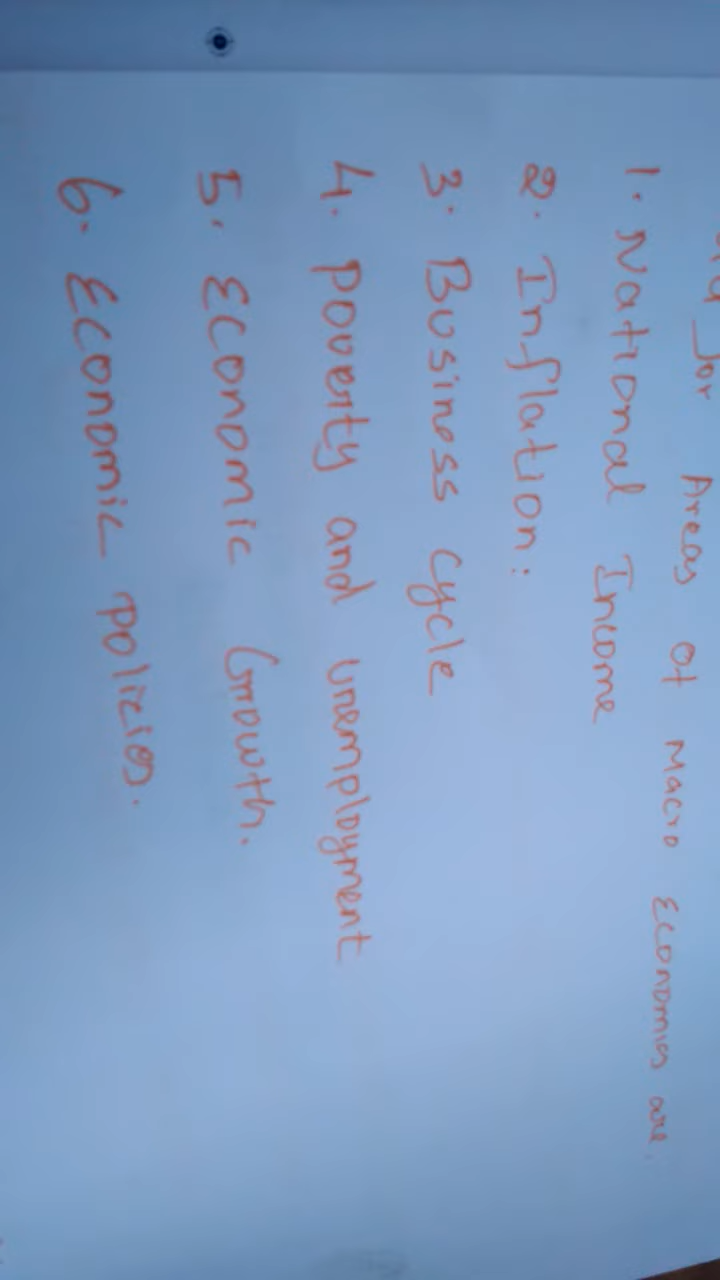 Areas of Macro Economics are
1. National Income
2. Inflation:
3. Business cycle
4. Poverty and unemployment
5. Economic Growth.
6. Economic policies.